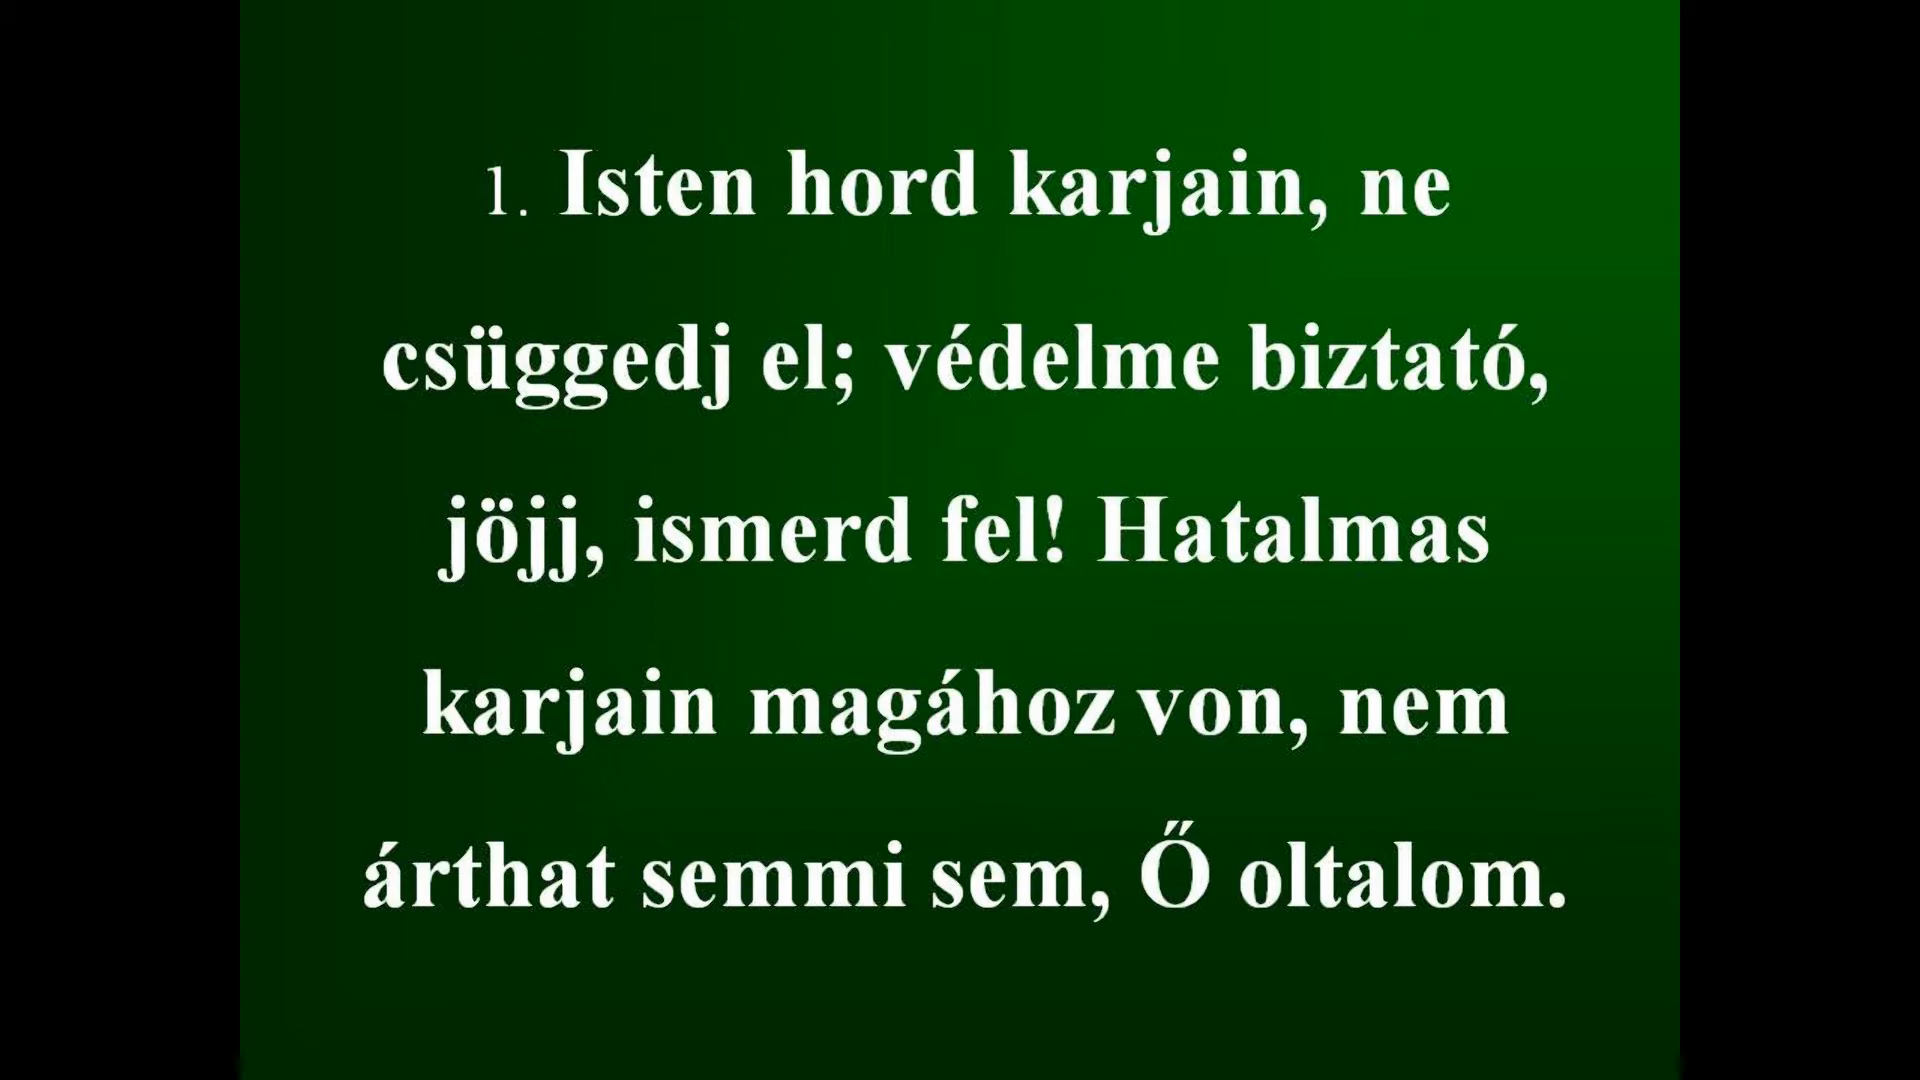 1. Isten hord karjain, ne
csüggedj el; védelme biztató,
jöjj, ismerd fel! Hatalmas
karjain magához von, nem
árthat semmi sem, Ő oltalom.